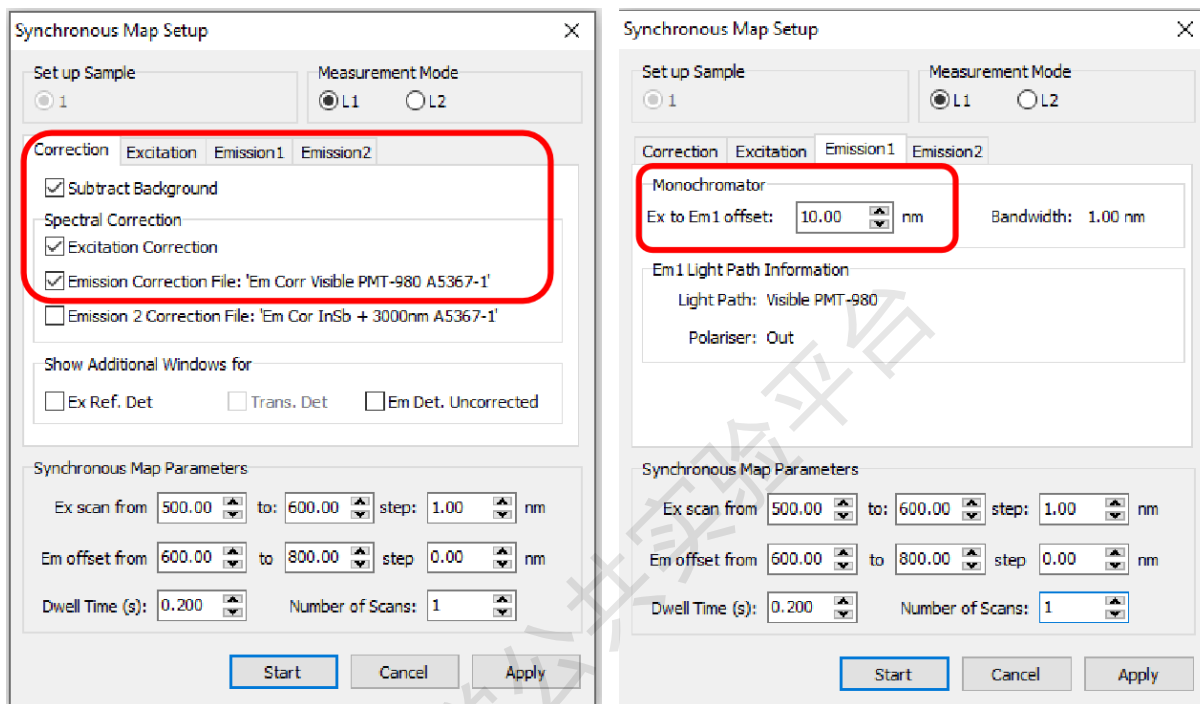 Synchronous Map Setup
Set up Sample
Measurement Mode
1
L1
L2
Correction Excitation Emission1 Emission2
Subtract Background
Spectral Correction
Excitation Correction
Emission Correction File: 'Em Corr Visible PMT-980 A5367-1'
Emission 2 Correction File: 'Em Cor InSb + 3000nm A5367-1'
Show Additional Windows for
Ex Ref. Det Trans. Det Em Det. Uncorrected
Synchronous Map Parameters
Ex scan from 500.00 to: 600.00 step: 1.00 nm
Em offset from 600.00 to 800.00 step 0.00 nm
Dwell Time (s): 0.200 Number of Scans: 1
Start Cancel Apply
Synchronous Map Setup
Set up Sample
Measurement Mode
1
L1
L2
Correction Excitation Emission1 Emission2
Monochromator
Ex to Em1 offset: 10.00 nm Bandwidth: 1.00 nm
Em1 Light Path Information
Light Path: Visible PMT-980
Polariser: Out
Synchronous Map Parameters
Ex scan from 500.00 to: 600.00 step: 1.00 nm
Em offset from 600.00 to 800.00 step 0.00 nm
Dwell Time (s): 0.200 Number of Scans: 1
Start Cancel Apply
公共实验平台